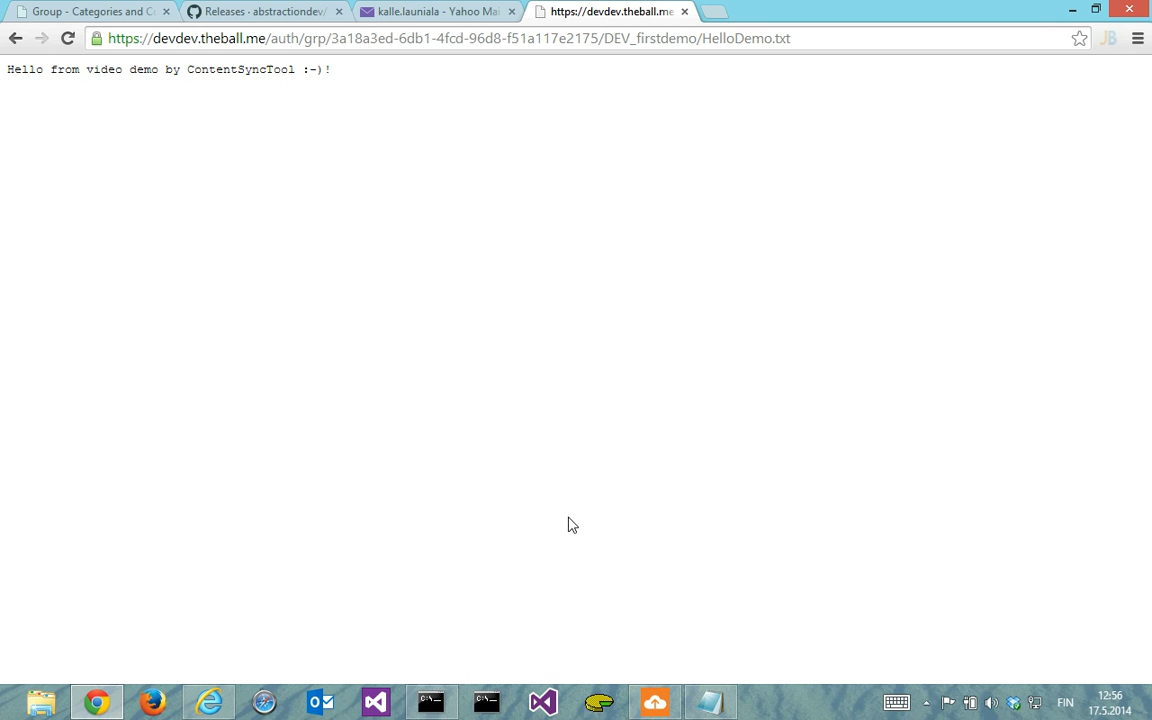 Group - Categories and C
Releases · abstractiondev/
kalle.launiala - Yahoo Mai
https://devdev.theball.me
https://devdev.theball.me/auth/grp/3a18a3ed-6db1-4fcd-96d8-f51a117e2175/DEV_firstdemo/HelloDemo.txt
JB
Hello from video demo by ContentSyncTool :-)!
FIN
12:56
17.5.2014